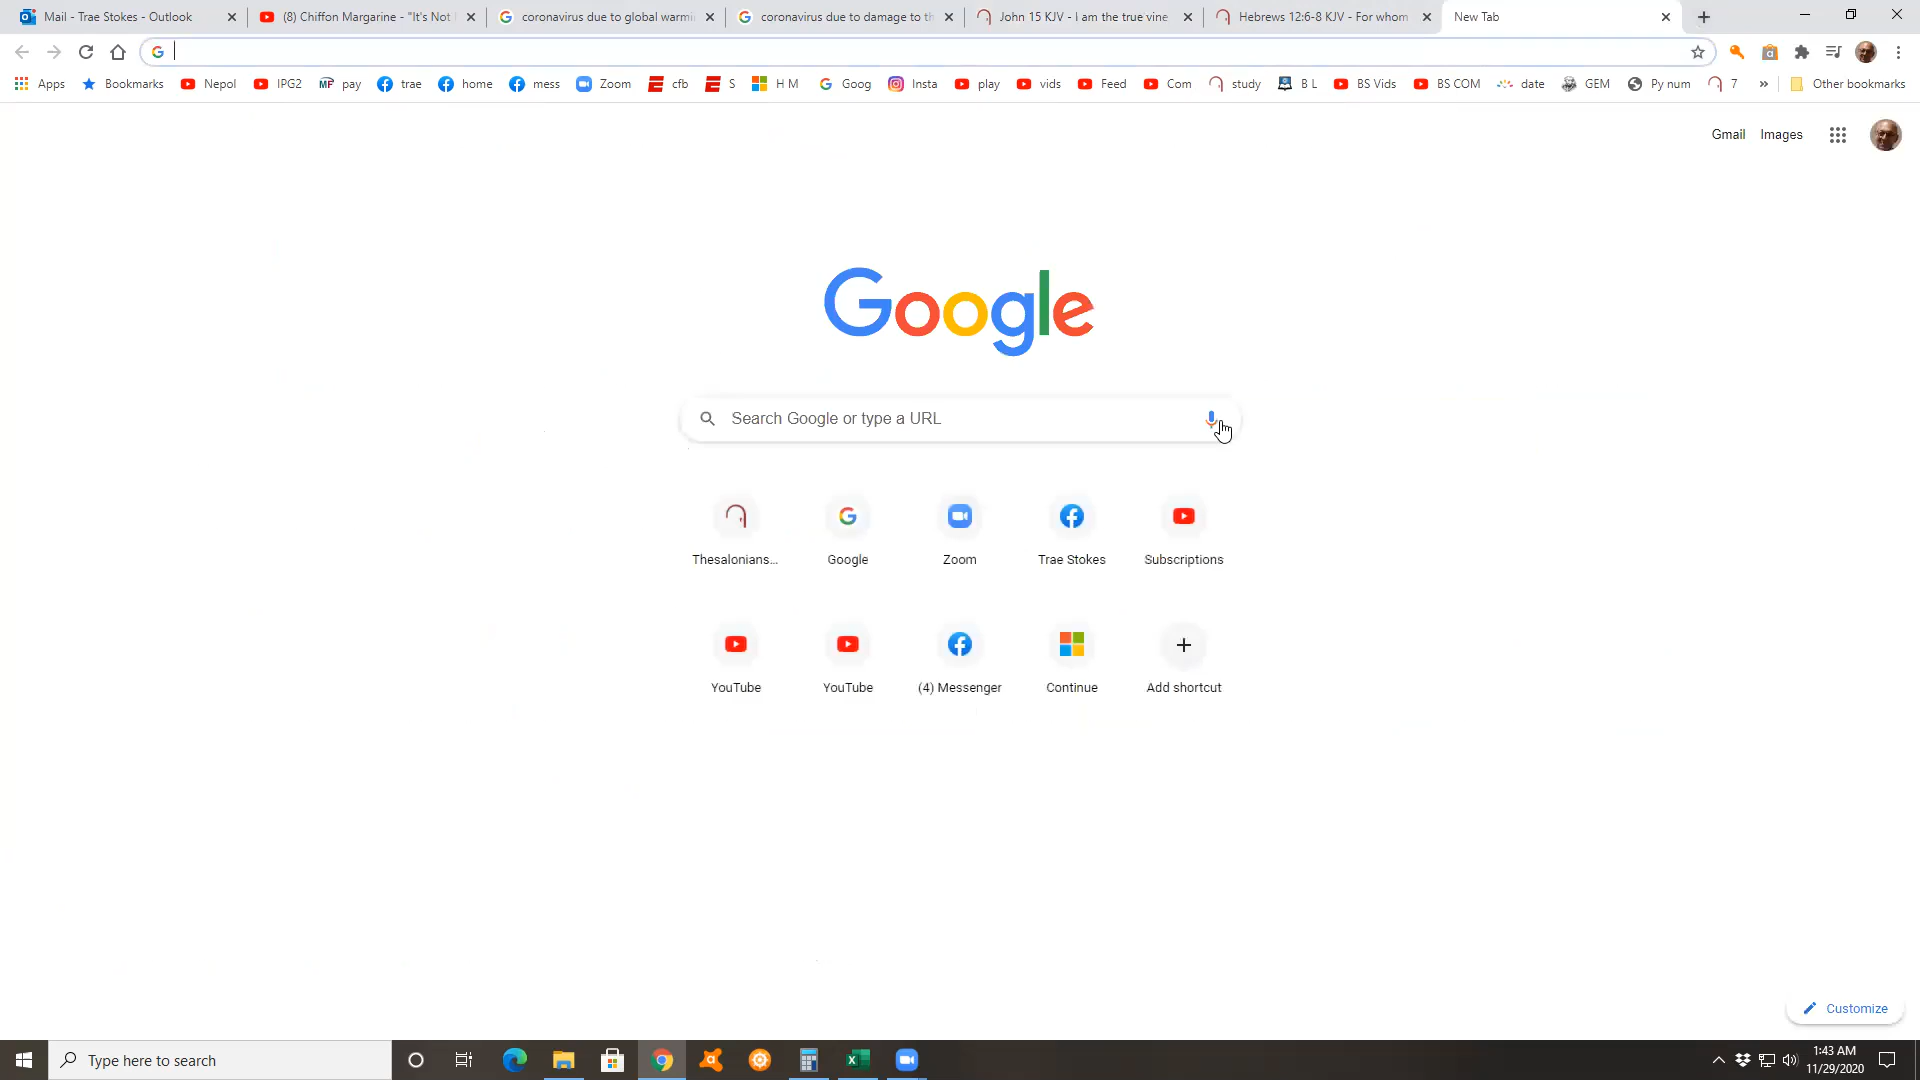 Mail - Trae Stokes - Outlook
(8) Chiffon Margarine - "It's Not
coronavirus due to global warmi
coronavirus due to damage to th
John 15 KJV - I am the true vine
Hebrews 12:6-8 KJV - For whom
New Tab
Apps
Bookmarks
Nepol
IPG2
MF pay
trae
home
mess
Zoom
cfb
S
H M
Goog
Insta
play
vids
Feed
Com
study
B L
BS Vids
BS COM
date
GEM
Py num
7
»
Other bookmarks
Gmail
Images
Google
Search Google or type a URL
Thesalonians...
Google
Zoom
Trae Stokes
Subscriptions
YouTube
YouTube
(4) Messenger
Continue
Add shortcut
Customize
Type here to search
1:43 AM
11/29/2020